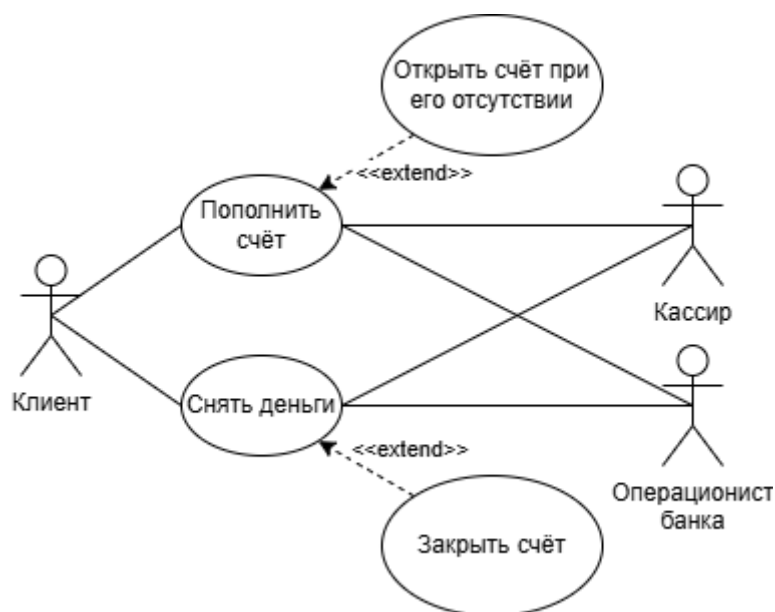 Открыть счёт при
его отсутствии
<<extend>>
Пополнить
счёт
Кассир
Клиент
Снять деньги
<<extend>>
Операционист
банка
Закрыть счёт